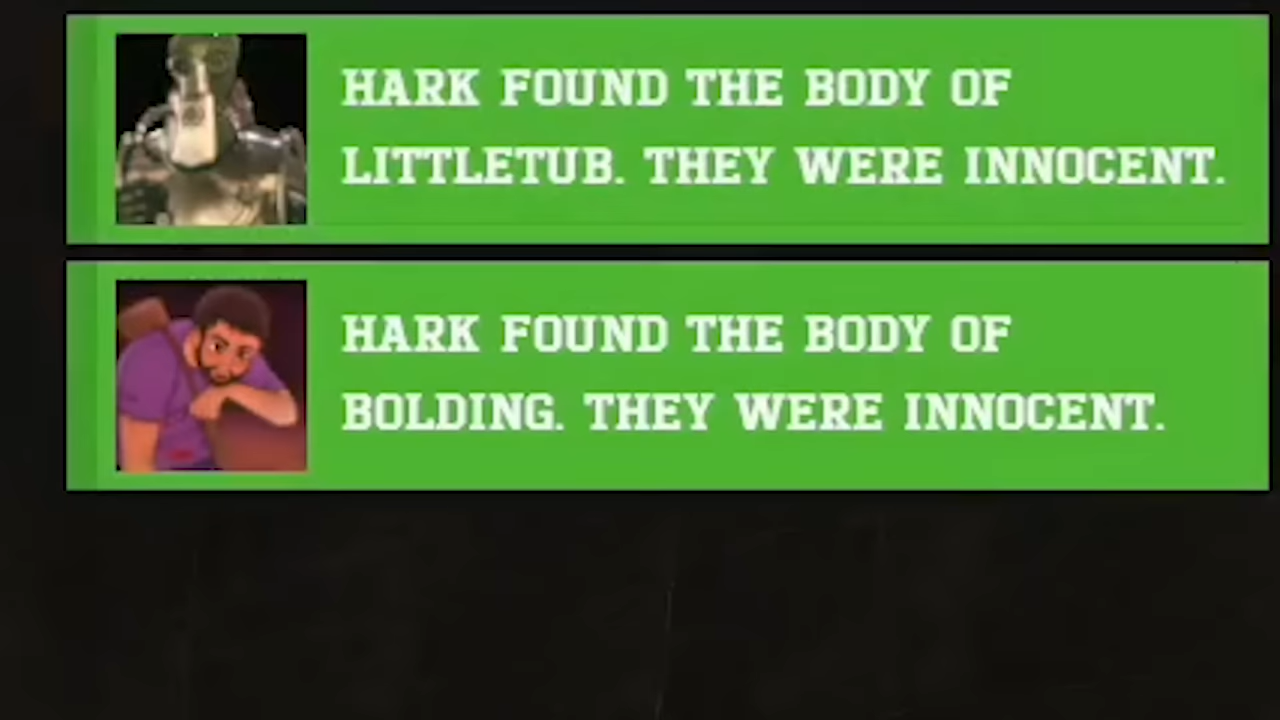 HARK FOUND THE BODY OF
LITTLETUB. THEY WERE INNOCENT.
HARK FOUND THE BODY OF
BOLDING. THEY WERE INNOCENT.